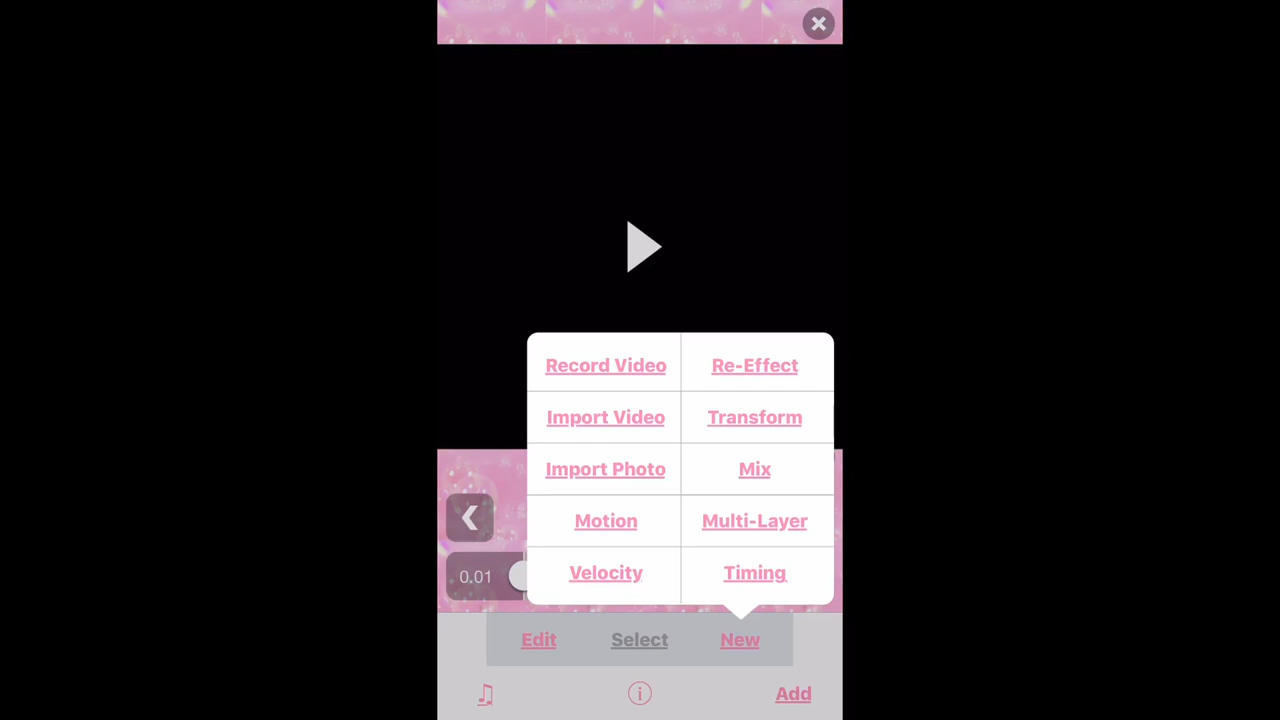 Record Video Re-Effect
Import Video Transform
Import Photo Mix
Motion Multi-Layer
Velocity Timing
0.01
Edit Select New
Add